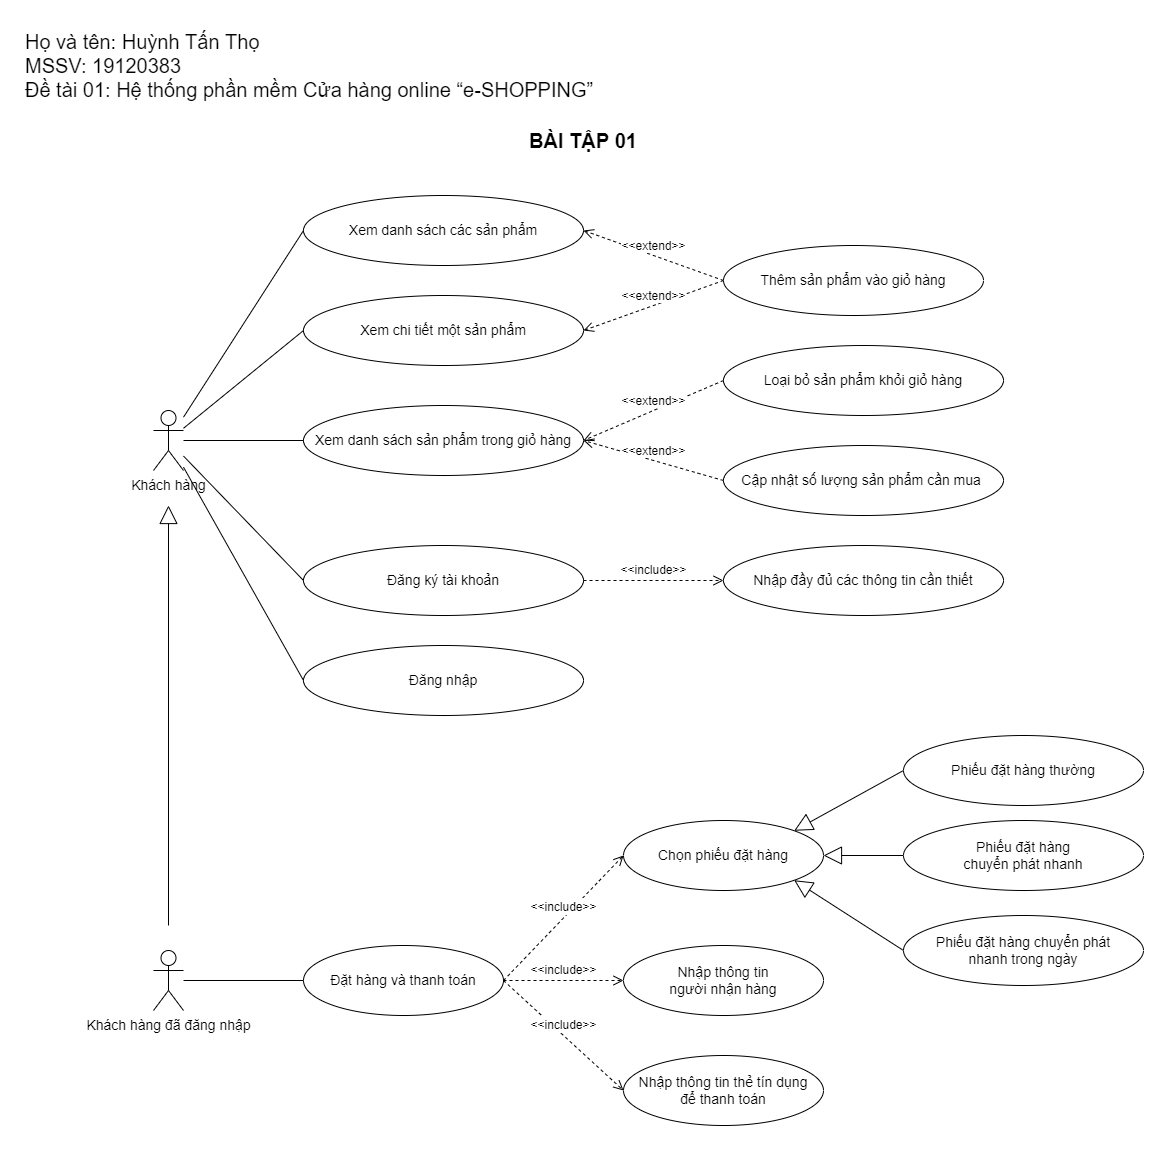 Họ và tên: Huỳnh Tấn Thọ
MSSV: 19120383
Đề tài 01: Hệ thống phần mềm Cửa hàng online “e-SHOPPING”
BÀI TẬP 01
Xem danh sách các sản phẩm
<<extend>>
Thêm sản phẩm vào giỏ hàng
<<extend>>
Xem chi tiết một sản phẩm
Loại bỏ sản phẩm khỏi giỏ hàng
<<extend>>
Xem danh sách sản phẩm trong giỏ hàng
<<extend>>
Cập nhật số lượng sản phẩm cần mua
Khách hàng
<<include>>
Đăng ký tài khoản
Nhập đầy đủ các thông tin cần thiết
Đăng nhập
Phiếu đặt hàng thường
Chọn phiếu đặt hàng
Phiếu đặt hàng
chuyển phát nhanh
<<include>>
Phiếu đặt hàng chuyển phát
nhanh trong ngày
<<include>>
Đặt hàng và thanh toán
Nhập thông tin
người nhận hàng
Khách hàng đã đăng nhập
<<include>>
Nhập thông tin thẻ tín dụng
để thanh toán